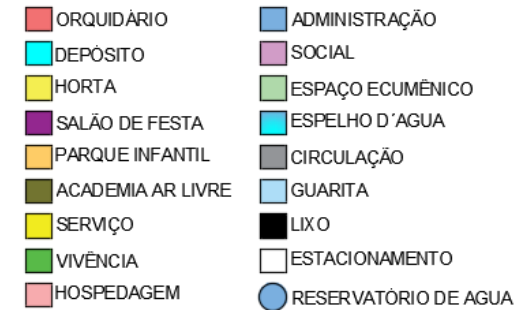 ORQUIDÁRIO
DEPÓSITO
HORTA
SALÃO DE FESTA
PARQUE INFANTIL
ACADEMIA AR LIVRE
SERVIÇO
VIVÊNCIA
HOSPEDAGEM
ADMINISTRAÇÃO
SOCIAL
ESPAÇO ECUMÊNICO
ESPELHO D´AGUA
CIRCULAÇÃO
GUARITA
LIXO
ESTACIONAMENTO
RESERVATÓRIO DE AGUA